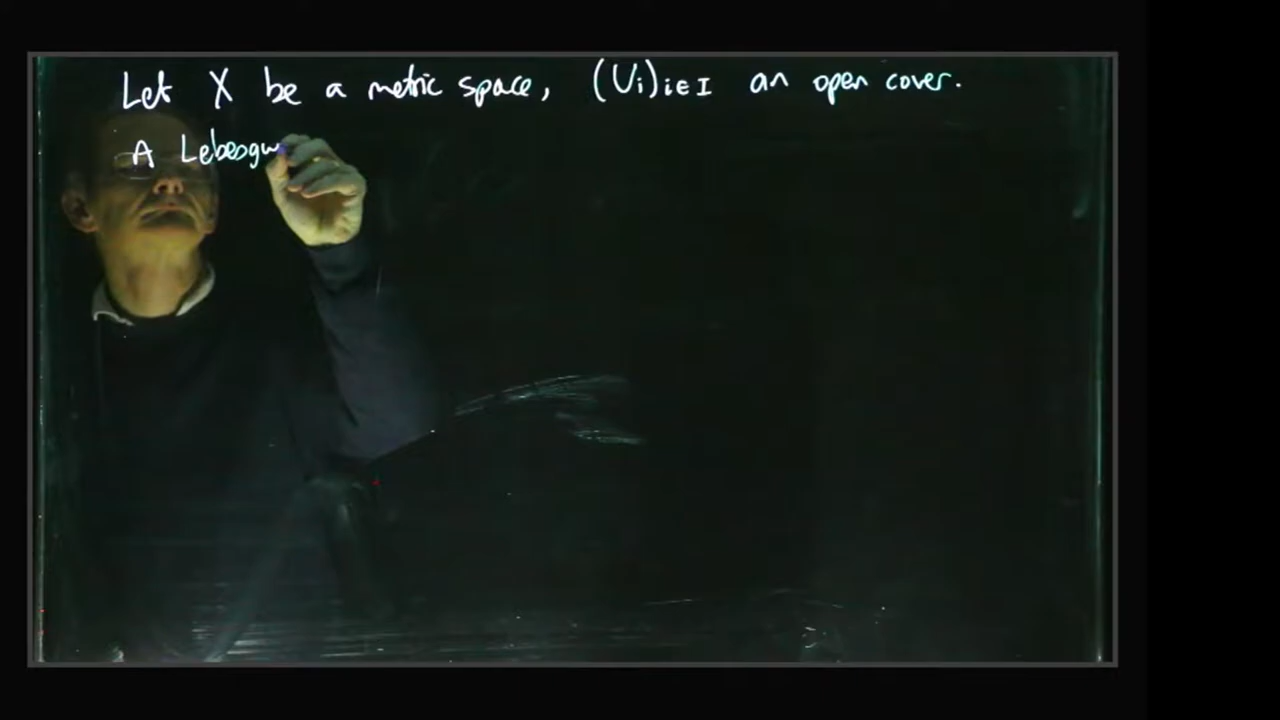 Let X be a metric space, (Ui)i∈I an open cover.
A Lebesgu